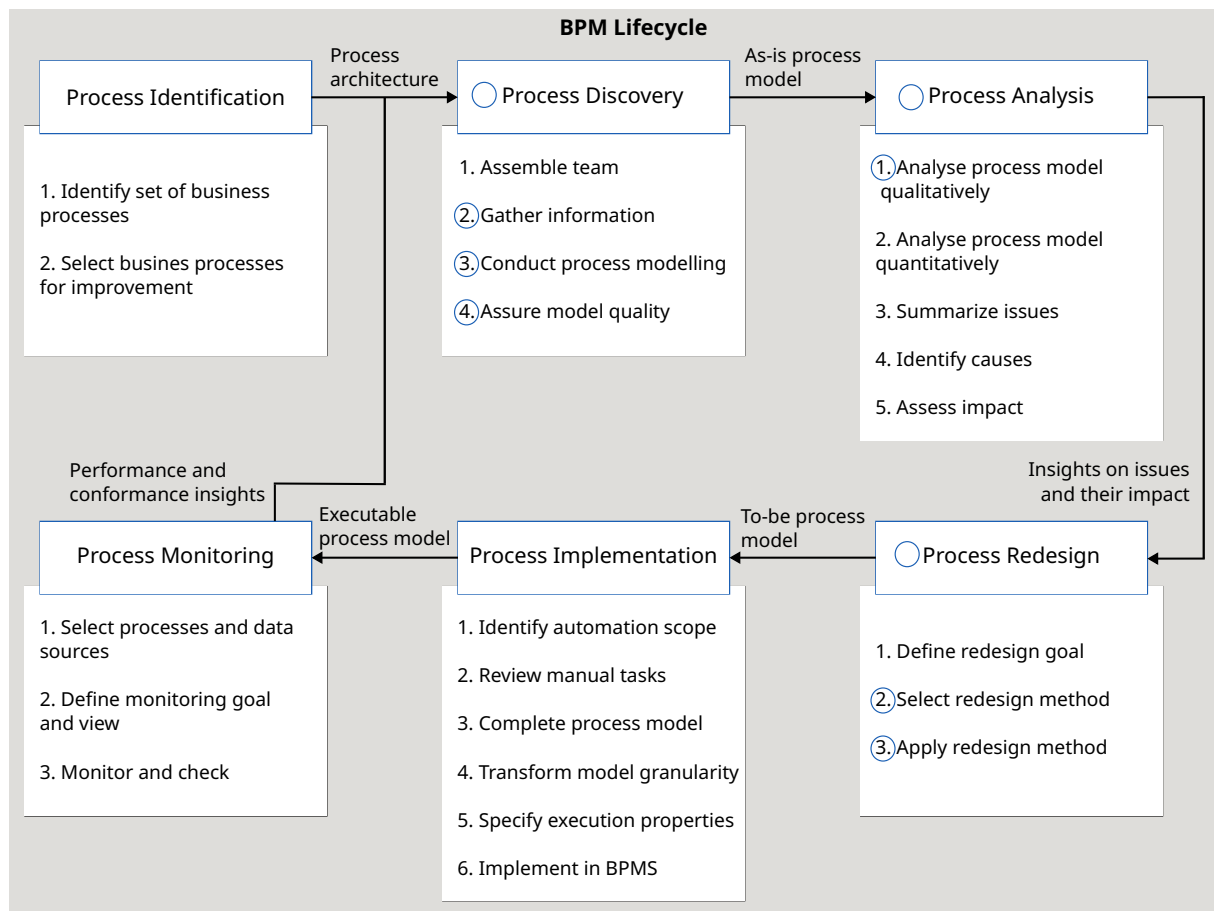 BPM Lifecycle
Process
architecture
As-is process
model
Process Identification
Process Discovery
Process Analysis
1. Identify set of business
processes
2. Select busines processes
for improvement
1. Assemble team
2. Gather information
3. Conduct process modelling
4. Assure model quality
1. Analyse process model
qualitatively
2. Analyse process model
quantitatively
3. Summarize issues
4. Identify causes
5. Assess impact
Performance and
conformance insights
Insights on issues
and their impact
Executable
process model
To-be process
model
Process Monitoring
Process Implementation
Process Redesign
1. Select processes and data
sources
2. Define monitoring goal
and view
3. Monitor and check
1. Identify automation scope
2. Review manual tasks
3. Complete process model
4. Transform model granularity
5. Specify execution properties
6. Implement in BPMS
1. Define redesign goal
2. Select redesign method
3. Apply redesign method